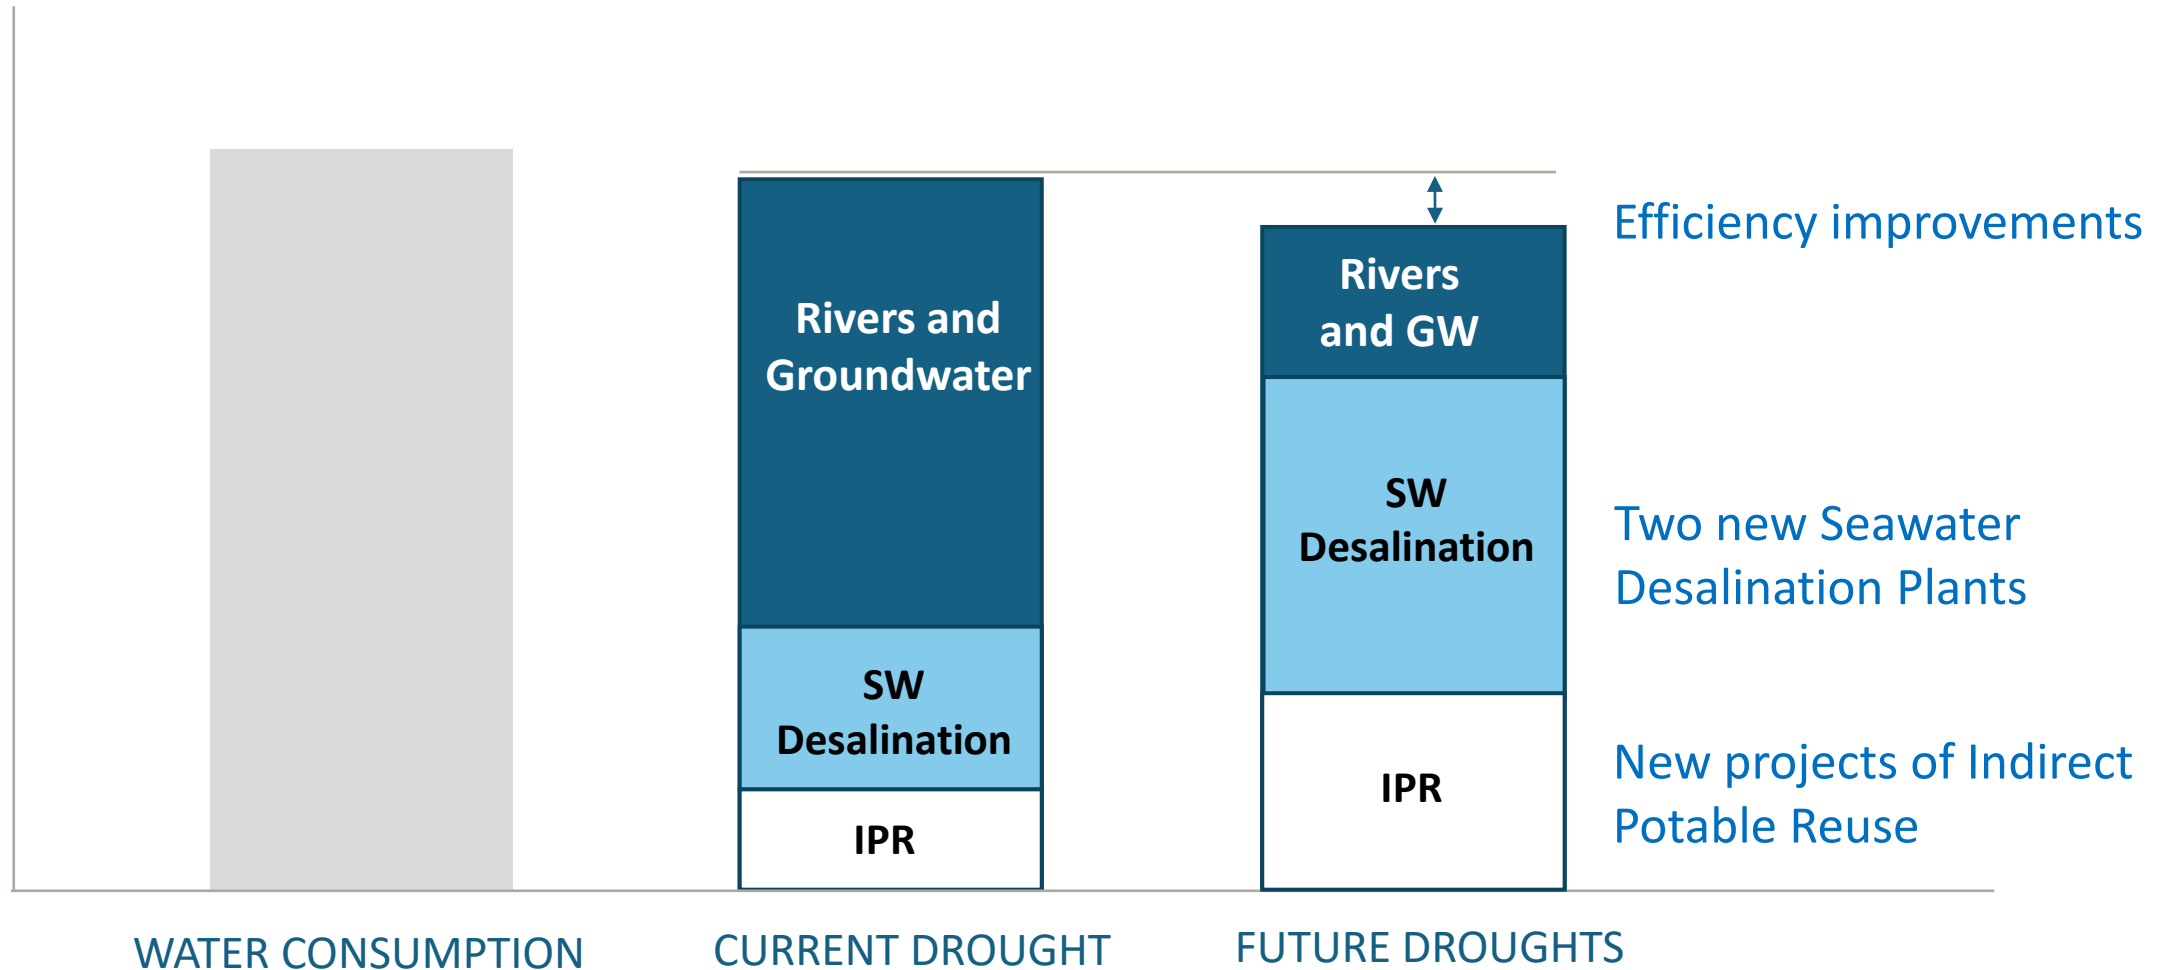 Rivers and
Groundwater
SW
Desalination
IPR
Rivers
and GW
SW
Desalination
IPR
Efficiency improvements
Two new Seawater
Desalination Plants
New projects of Indirect
Potable Reuse
WATER CONSUMPTION
CURRENT DROUGHT
FUTURE DROUGHTS